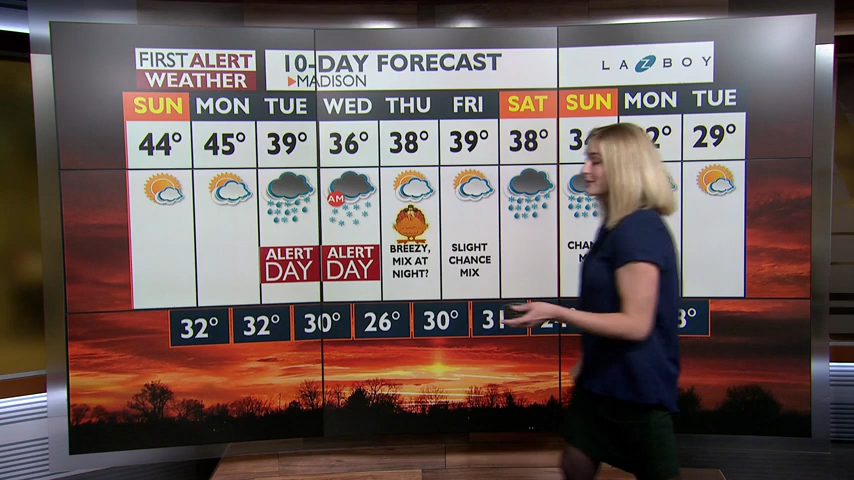 FIRST ALERT
WEATHER
10-DAY FORECAST
MADISON
LA Z BOY
SUN MON TUE WED THU FRI SAT SUN MON TUE
44° 45° 39° 36° 38° 39° 38° 29°
AM
ALERT DAY
ALERT DAY
BREEZY,
MIX AT
NIGHT?
SLIGHT
CHANCE
MIX
32° 32° 30° 26° 30°